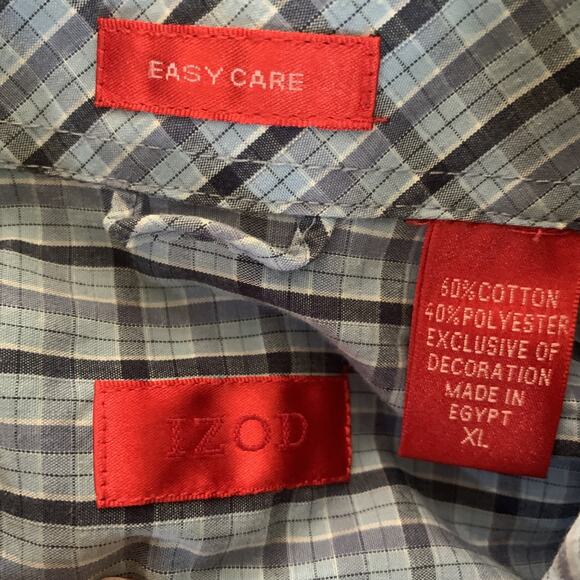 EASY CARE
60% COTTON
40% POLYESTER
EXCLUSIVE OF
DECORATION
MADE IN
EGYPT
XL
IZOD